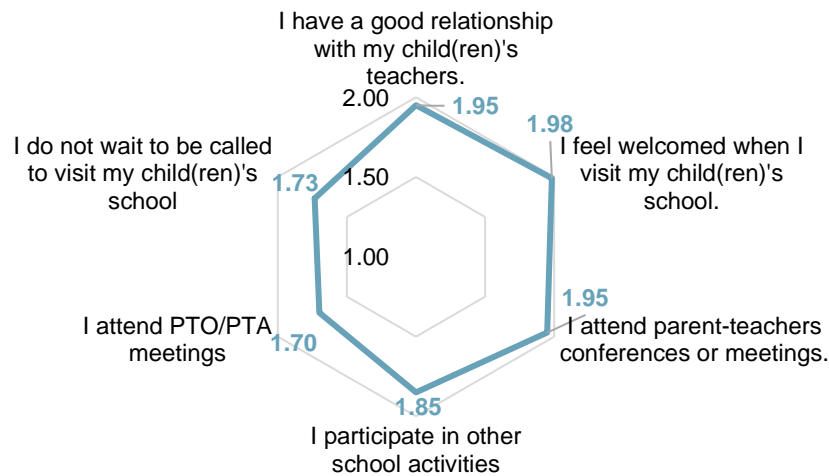 I have a good relationship
with my child(ren)'s
teachers.
2.00
1.95
1.98
I do not wait to be called
to visit my child(ren)'s
school
1.73
1.50
I feel welcomed when I
visit my child(ren)'s
school.
1.00
1.95
I attend PTO/PTA
meetings
1.70
I attend parent-teachers
conferences or meetings.
1.85
I participate in other
school activities